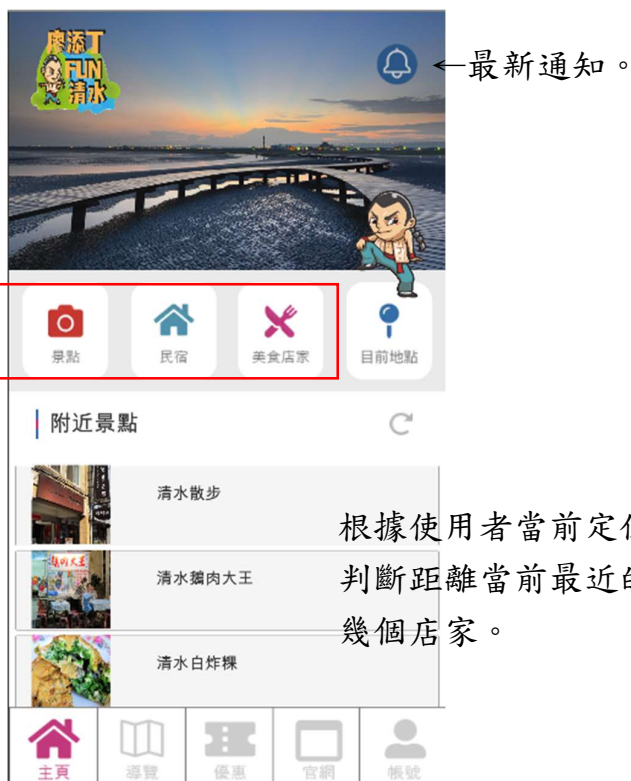 廖添丁
FUN
清水
←最新通知。
景點
民宿
美食店家
目前地點
附近景點
清水散步
根據使用者當前定
清水鵝肉大王
判斷距離當前最近的
幾個店家。
清水白炸粿
主頁
導覽
優惠
官網
帳號